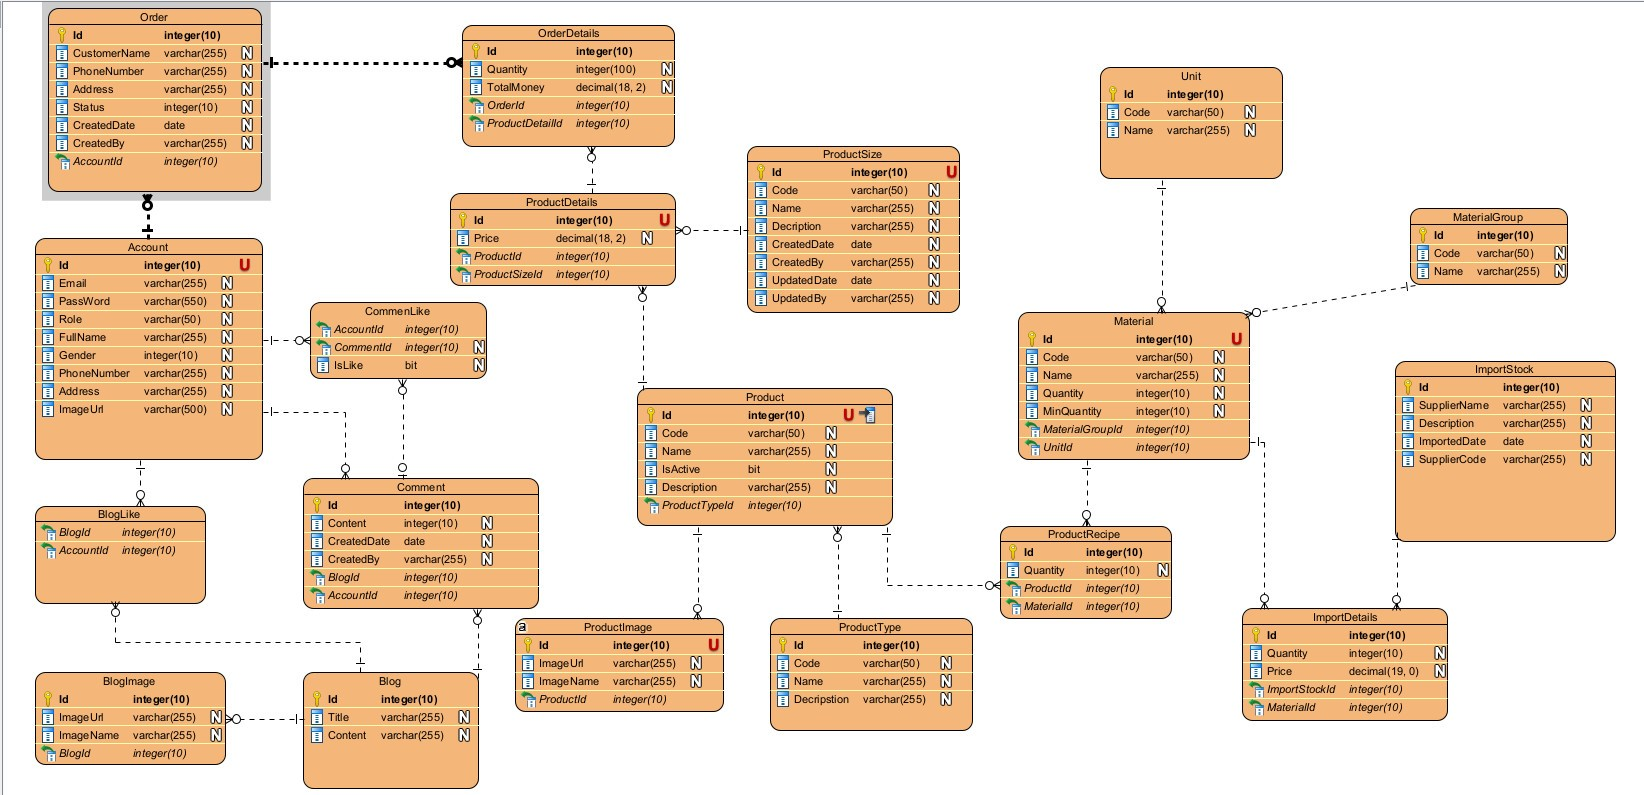 Order
Id integer(10)
CustomerName varchar(255) N
PhoneNumber varchar(255) N
Address varchar(255) N
Status integer(10) N
CreatedDate date N
CreatedBy varchar(255) N
AccountId integer(10)
OrderDetails
Id integer(10)
Quantity integer(100) N
TotalMoney decimal(18, 2) N
OrderId integer(10)
ProductDetailId integer(10)
Unit
Id integer(10)
Code varchar(50) N
Name varchar(255) N
ProductSize
Id integer(10) U
Code varchar(50) N
Name varchar(255) N
Decription varchar(255) N
CreatedDate date N
CreatedBy varchar(255) N
UpdatedDate date N
UpdatedBy varchar(255) N
ProductDetails
Id integer(10) U
Price decimal(18, 2) N
ProductId integer(10)
ProductSizeId integer(10)
MaterialGroup
Id integer(10)
Code varchar(50) N
Name varchar(255) N
Account
Id integer(10) U
Email varchar(255) N
PassWord varchar(550) N
Role varchar(50) N
FullName varchar(255) N
Gender integer(10) N
PhoneNumber varchar(255) N
Address varchar(255) N
ImageUrl varchar(500) N
CommenLike
AccountId integer(10)
CommentId integer(10) N
IsLike bit N
Material
Id integer(10) U
Code varchar(50) N
Name varchar(255) N
Quantity integer(10) N
MinQuantity integer(10) N
MaterialGroupId integer(10)
UnitId integer(10)
ImportStock
Id integer(10)
SupplierName varchar(255) N
Description varchar(255) N
ImportedDate date N
SupplierCode varchar(255) N
Product
Id integer(10) U
Code varchar(50) N
Name varchar(255) N
IsActive bit N
Description varchar(255) N
ProductTypeId integer(10)
Comment
Id integer(10)
Content integer(10) N
CreatedDate date N
CreatedBy varchar(255) N
BlogId integer(10)
AccountId integer(10)
BlogLike
BlogId integer(10)
AccountId integer(10)
ProductRecipe
Id integer(10)
Quantity integer(10) N
ProductId integer(10)
MaterialId integer(10)
ImportDetails
Id integer(10)
Quantity integer(10) N
Price decimal(19, 0) N
ImportStockId integer(10)
MaterialId integer(10)
a
ProductImage
Id integer(10) U
ImageUrl varchar(255) N
ImageName varchar(255) N
ProductId integer(10)
ProductType
Id integer(10)
Code varchar(50) N
Name varchar(255) N
Decripstion varchar(255) N
BlogImage
Id integer(10)
ImageUrl varchar(255) N
ImageName varchar(255) N
BlogId integer(10)
Blog
Id integer(10)
Title varchar(255) N
Content varchar(255) N